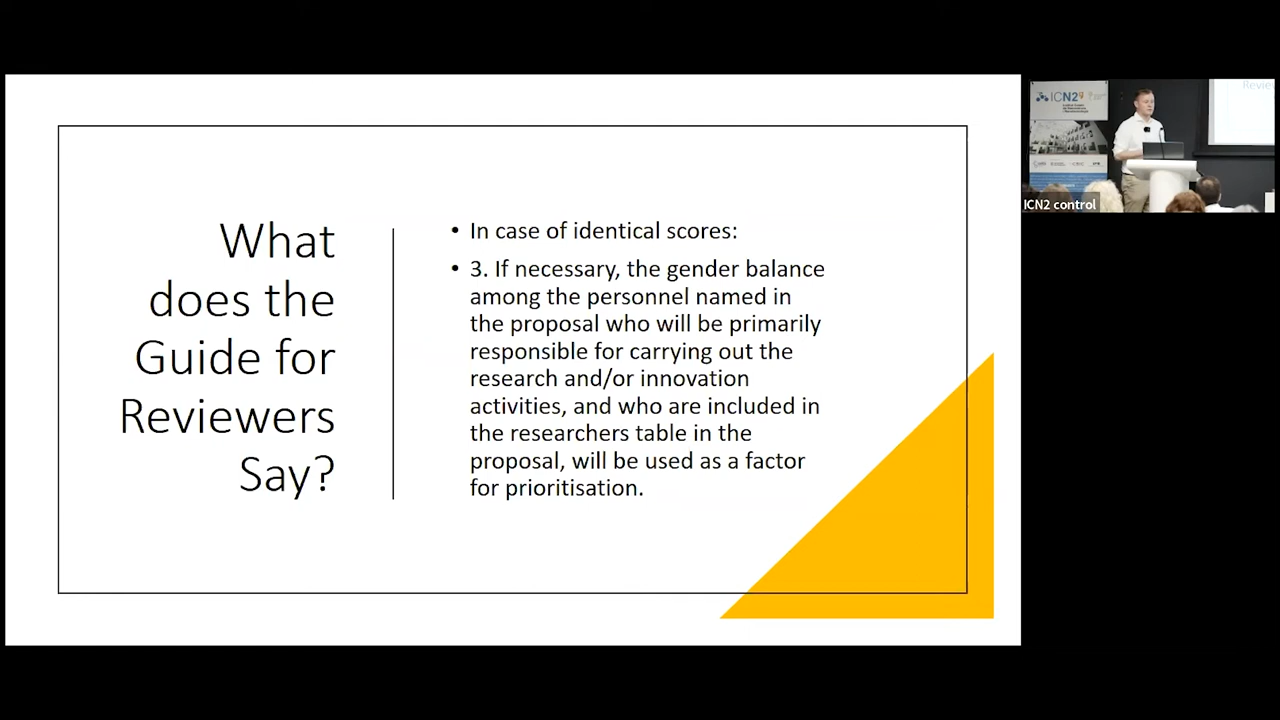 What
does the
Guide for
Reviewers
Say?
• In case of identical scores:
• 3. If necessary, the gender balance
among the personnel named in
the proposal who will be primarily
responsible for carrying out the
research and/or innovation
activities, and who are included in
the researchers table in the
proposal, will be used as a factor
for prioritisation.
ICN2
Revie
ICN2 control